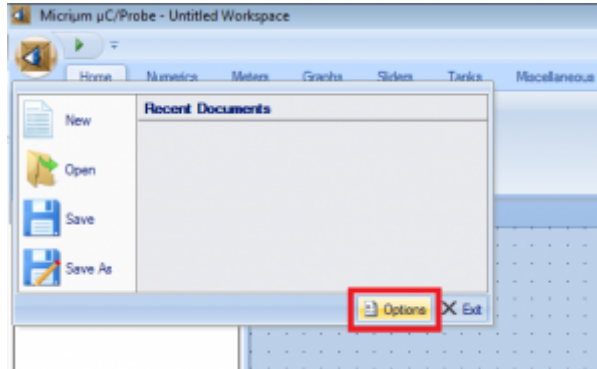 Micriµm µC/Probe - Untitled Workspace
Home Numerics Meters Graphs Sliders Tanks Miscellaneous
Recent Documents
New
Open
Save
Save As
Options Exit